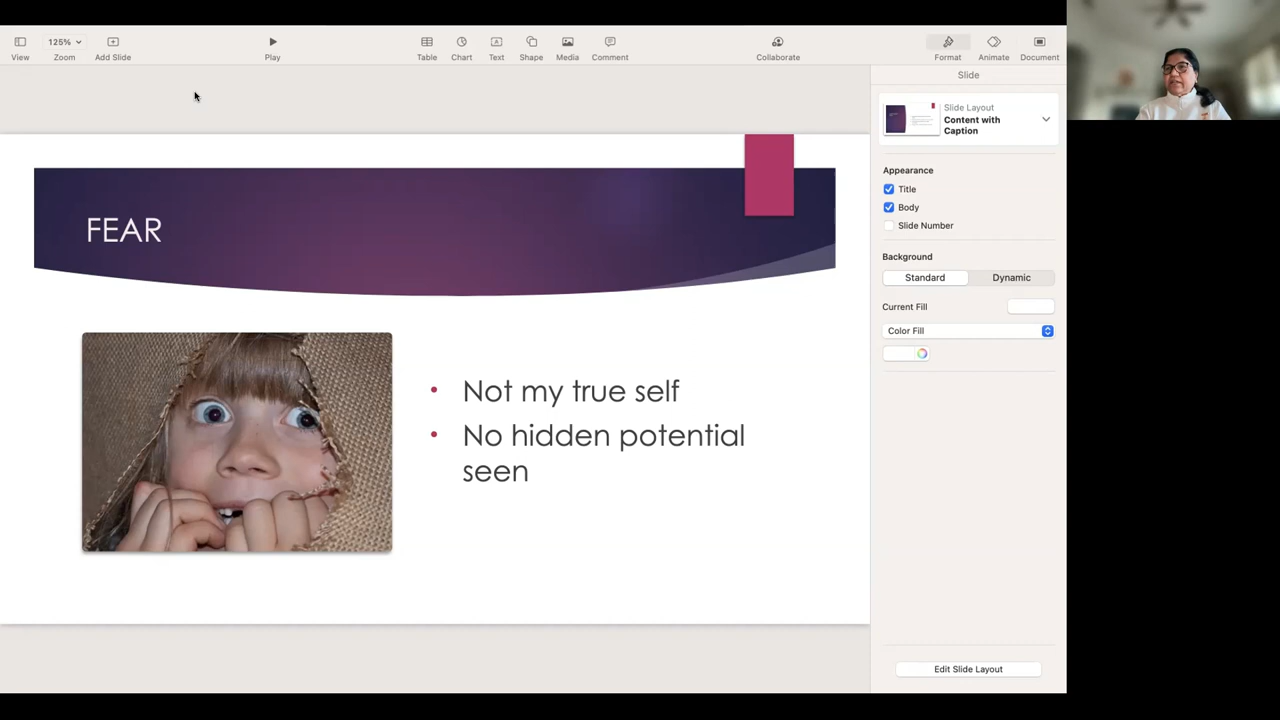 125%
View
Zoom
Add Slide
Play
Table
Chart
Text
Shape
Media
Comment
Collaborate
Format
Animate
Document
Slide
Slide Layout
Content with
Caption
Appearance
Title
Body
Slide Number
Background
Standard
Dynamic
Current Fill
Color Fill
Edit Slide Layout
FEAR
• Not my true self
• No hidden potential
seen